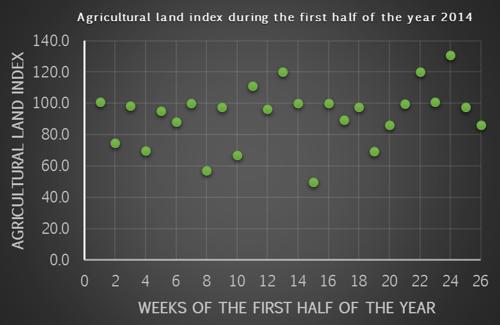 Agricultural land index during the first half of the year 2014
140.0
120.0
100.0
80.0
60.0
40.0
20.0
0.0
AGRICULTURAL LAND INDEX
0 2 4 6 8 10 12 14 16 18 20 22 24 26
WEEKS OF THE FIRST HALF OF THE YEAR